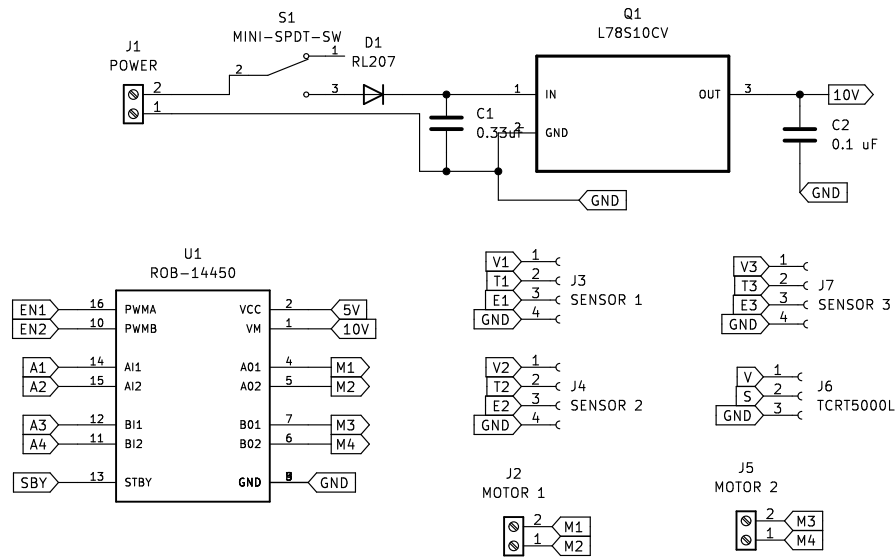 S1
MINI-SPDT-SW
J1
POWER
2
1
2
1
3
D1
RL207
C1
0.33uF
Q1
L78S10CV
1 IN
2 GND
OUT 3
10V
C2
0.1 uF
GND
GND
U1
ROB-14450
EN1 16 PWMA
EN2 10 PWMB
A1 14 AI1
A2 15 AI2
A3 12 BI1
A4 11 BI2
SBY 13 STBY
VCC 2 5V
VM 1 10V
AO1 4 M1
AO2 5 M2
BO1 7 M3
BO2 6 M4
GND GND
V1 1
T1 2
E1 3
GND 4
J3
SENSOR 1
V3 1
T3 2
E3 3
GND 4
J7
SENSOR 3
V2 1
T2 2
E2 3
GND 4
J4
SENSOR 2
V 1
S 2
GND 3
J6
TCRT5000L
J2
MOTOR 1
2 M1
1 M2
J5
MOTOR 2
2 M3
1 M4